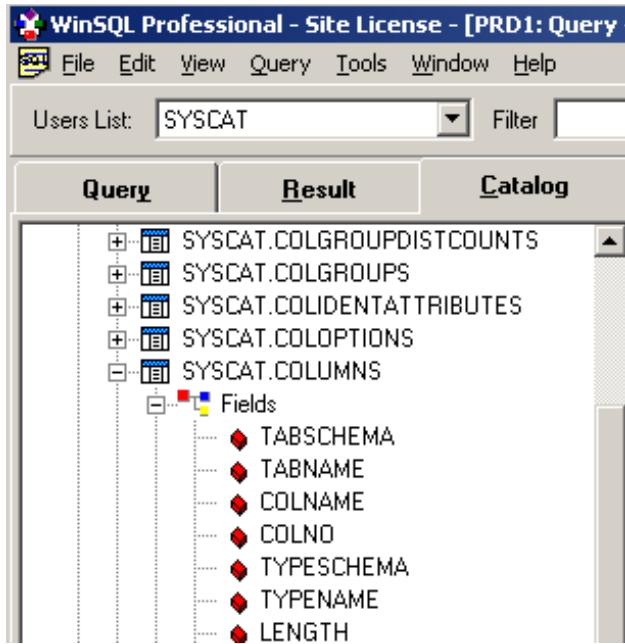 WinSQL Professional - Site License - [PRD1: Query
File Edit View Query Tools Window Help
Users List: SYSCAT Filter
Query Result Catalog
SYSCAT.COLGROUPDISTCOUNTS
SYSCAT.COLGROUPS
SYSCAT.COLIDENTATTRIBUTES
SYSCAT.COLOPTIONS
SYSCAT.COLUMNS
Fields
TABSCHEMA
TABNAME
COLNAME
COLNO
TYPESCHEMA
TYPENAME
LENGTH